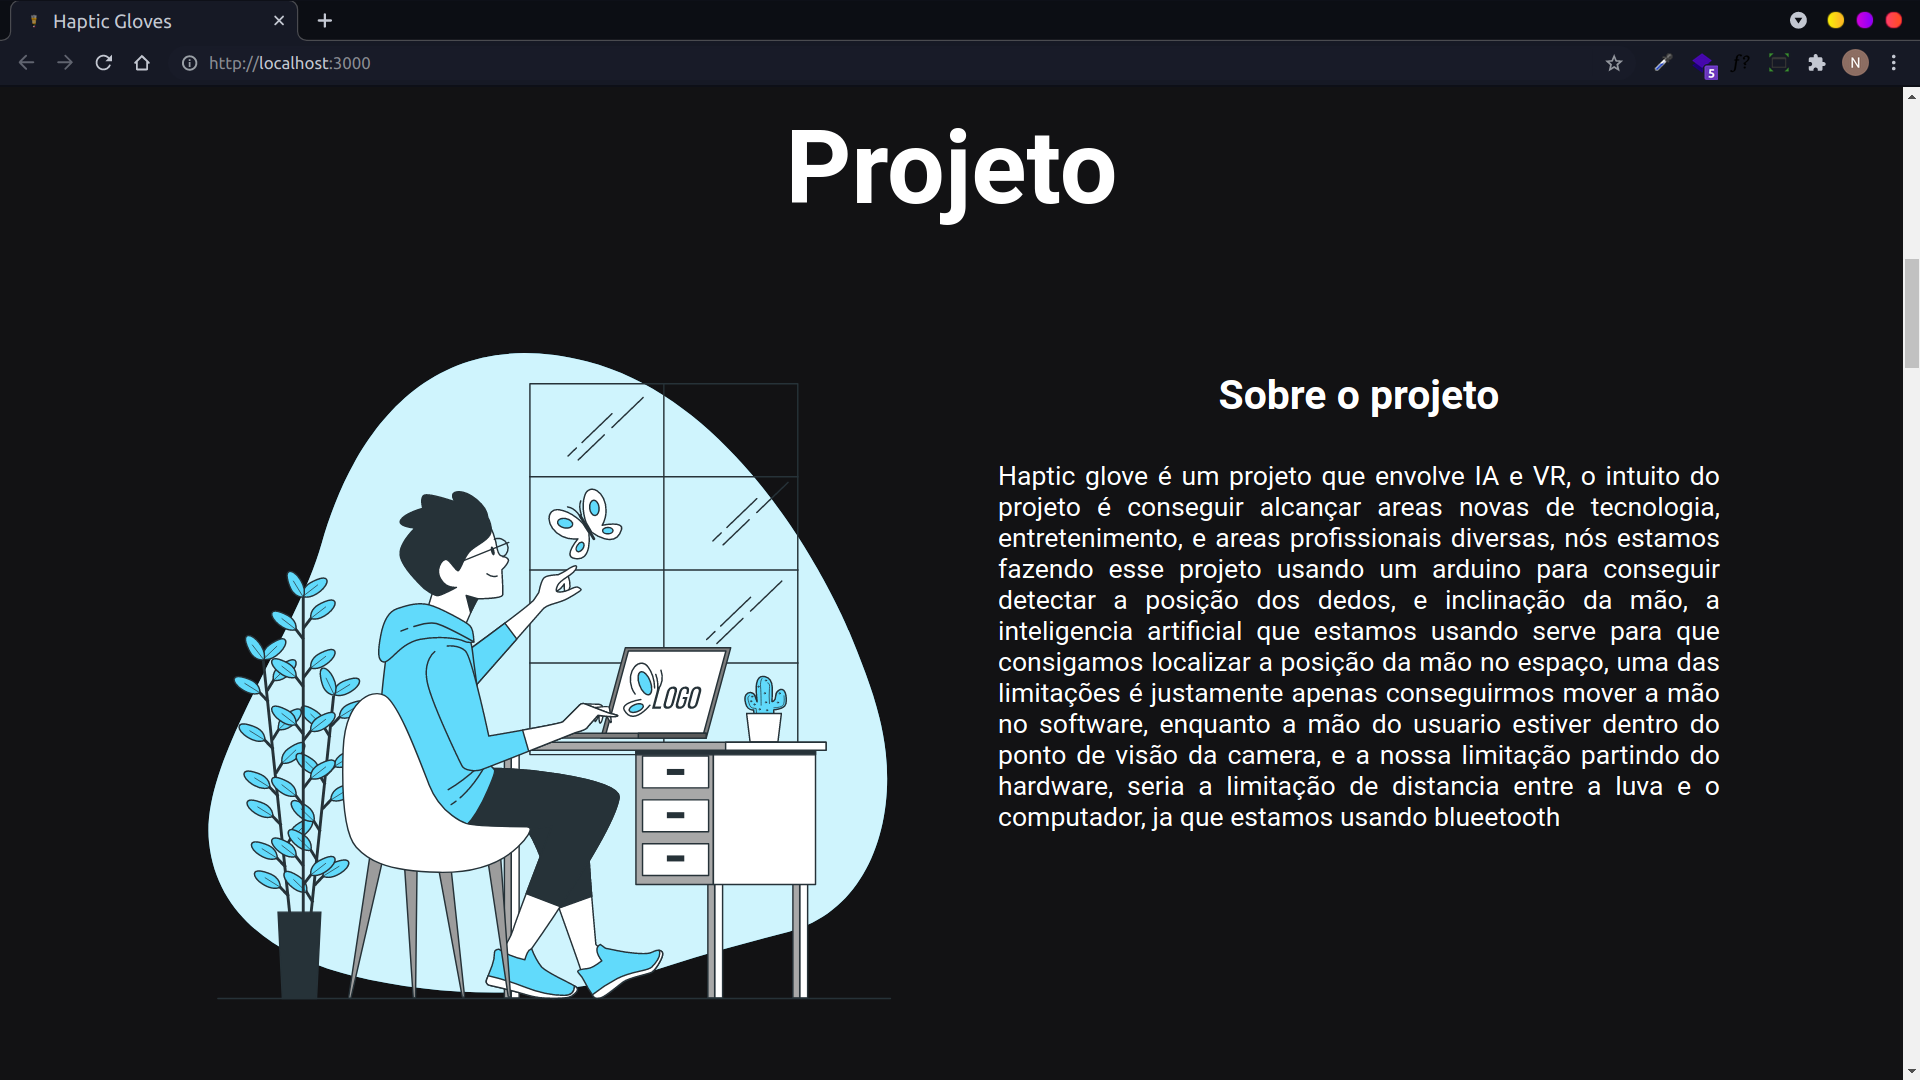 Haptic Gloves
http://localhost:3000
5
f?
N
Projeto
Sobre o projeto
Haptic glove é um projeto que envolve IA e VR, o intuito do
projeto é conseguir alcançar areas novas de tecnologia,
entretenimento, e areas profissionais diversas, nós estamos
fazendo esse projeto usando um arduino para conseguir
detectar a posição dos dedos, e inclinação da mão, a
inteligencia artificial que estamos usando serve para que
consigamos localizar a posição da mão no espaço, uma das
limitações é justamente apenas conseguirmos mover a mão
no software, enquanto a mão do usuario estiver dentro do
ponto de visão da camera, e a nossa limitação partindo do
hardware, seria a limitação de distancia entre a luva e o
computador, ja que estamos usando blueetooth
LOGO